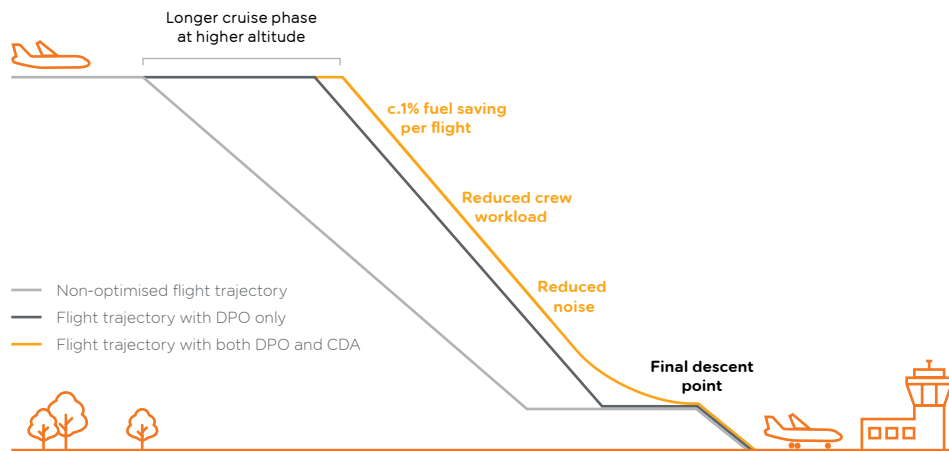 Longer cruise phase
at higher altitude
c.1% fuel saving
per flight
Reduced crew
workload
Reduced
noise
Non-optimised flight trajectory
Flight trajectory with DPO only
Flight trajectory with both DPO and CDA
Final descent
point